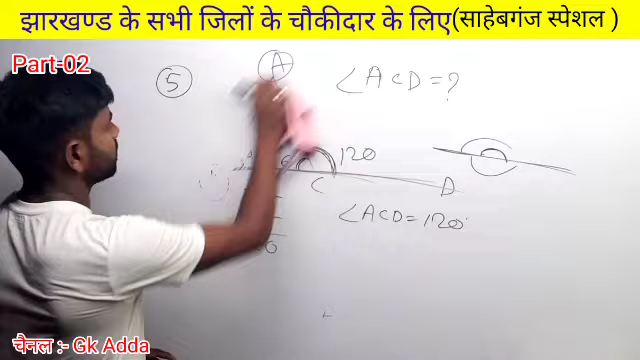 झारखण्ड के सभी जिलों के चौकीदार के लिए(साहेबगंज स्पेशल )
Part-02
5
A
∠ACD=?
120
C
D
∠ACD=120°
चैनल :- Gk Adda